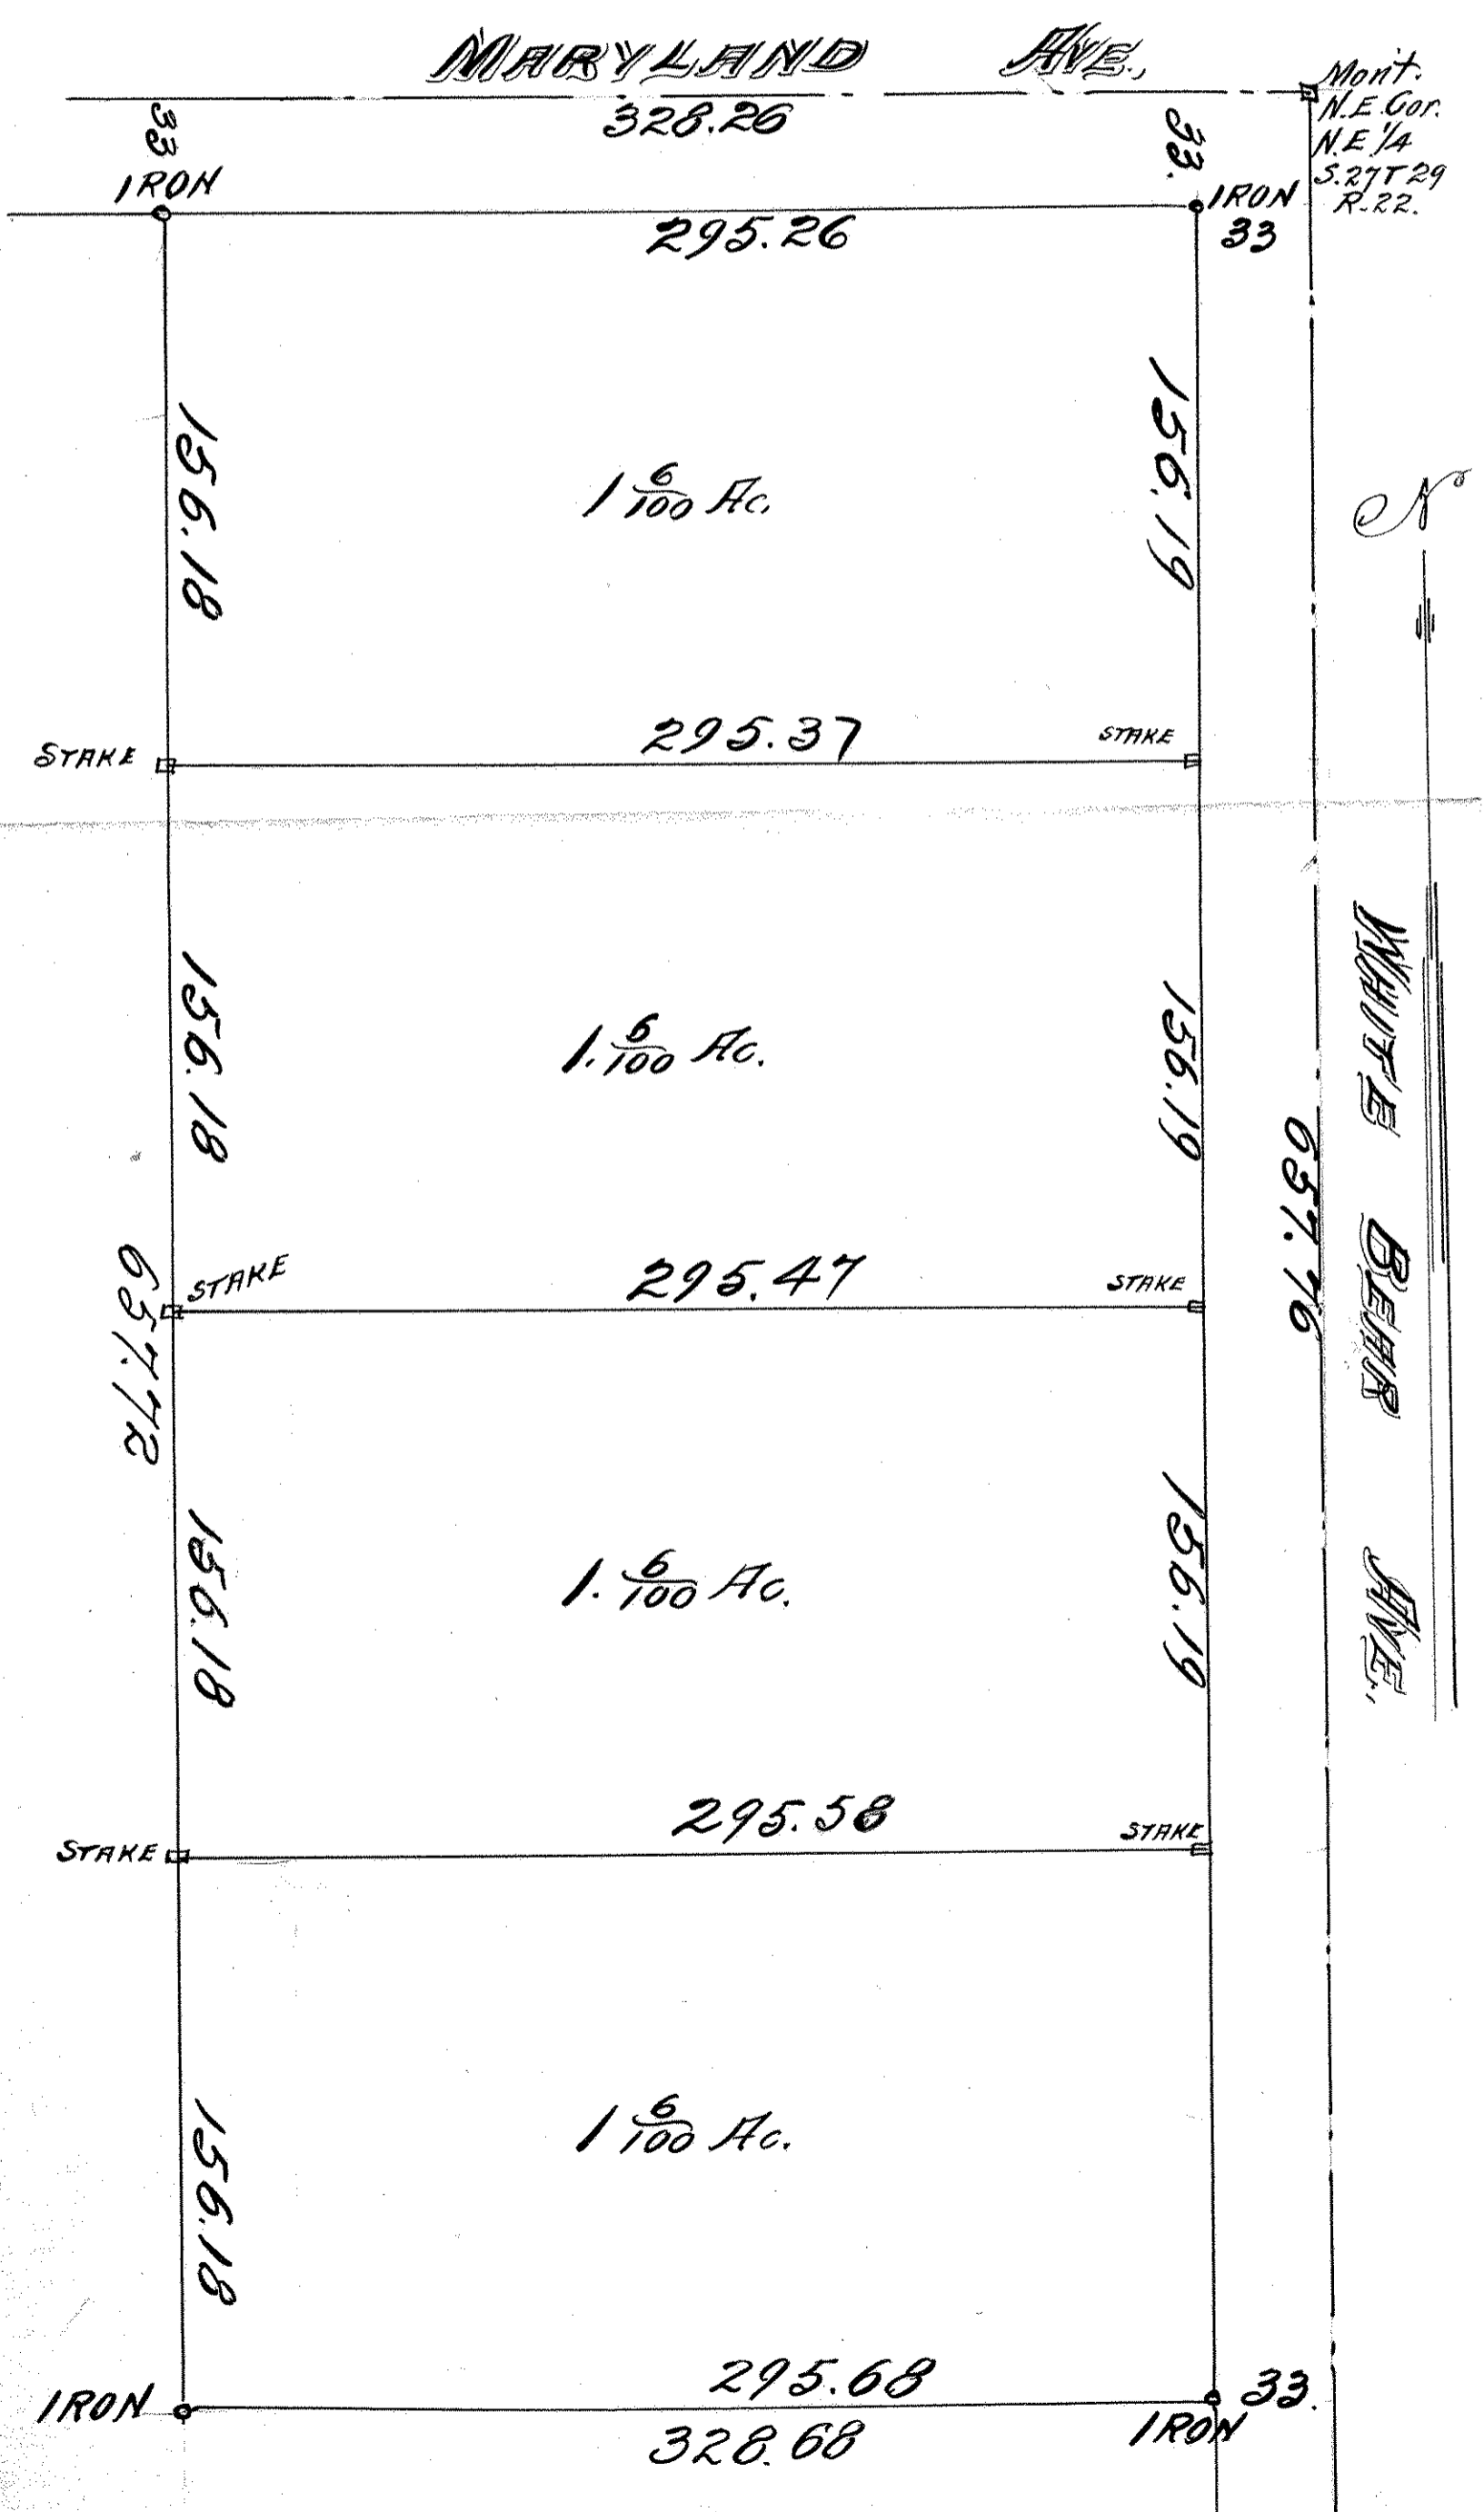 MARYLAND AVE.,
Mont.
N.E. Cor.
N.E. 1/4
S.27 T 29
R-22.
328.26
33
33.
IRON
IRON
33
295.26
156.18
156.19
1 6/100 Ac.
N
295.37
STAKE
STAKE
156.18
156.19
1. 6/100 Ac.
WHITE BEAR AVE.
657.76
657.72
STAKE
295.47
STAKE
156.18
156.19
1. 6/100 Ac.
295.58
STAKE
STAKE
156.18
1 6/100 Ac.
295.68
33.
IRON
IRON
328.68